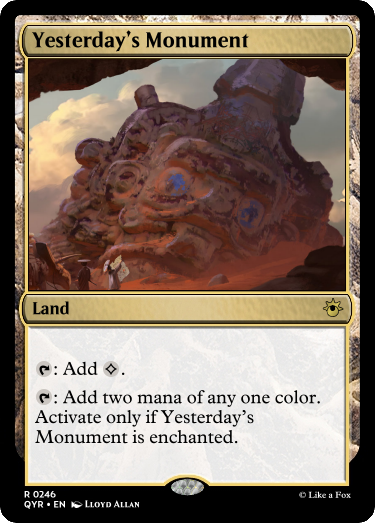 Yesterday's Monument
Land
: Add .
: Add two mana of any one color.
Activate only if Yesterday's
Monument is enchanted.
R 0246
QYR • EN Lloyd Allan
© Like a Fox